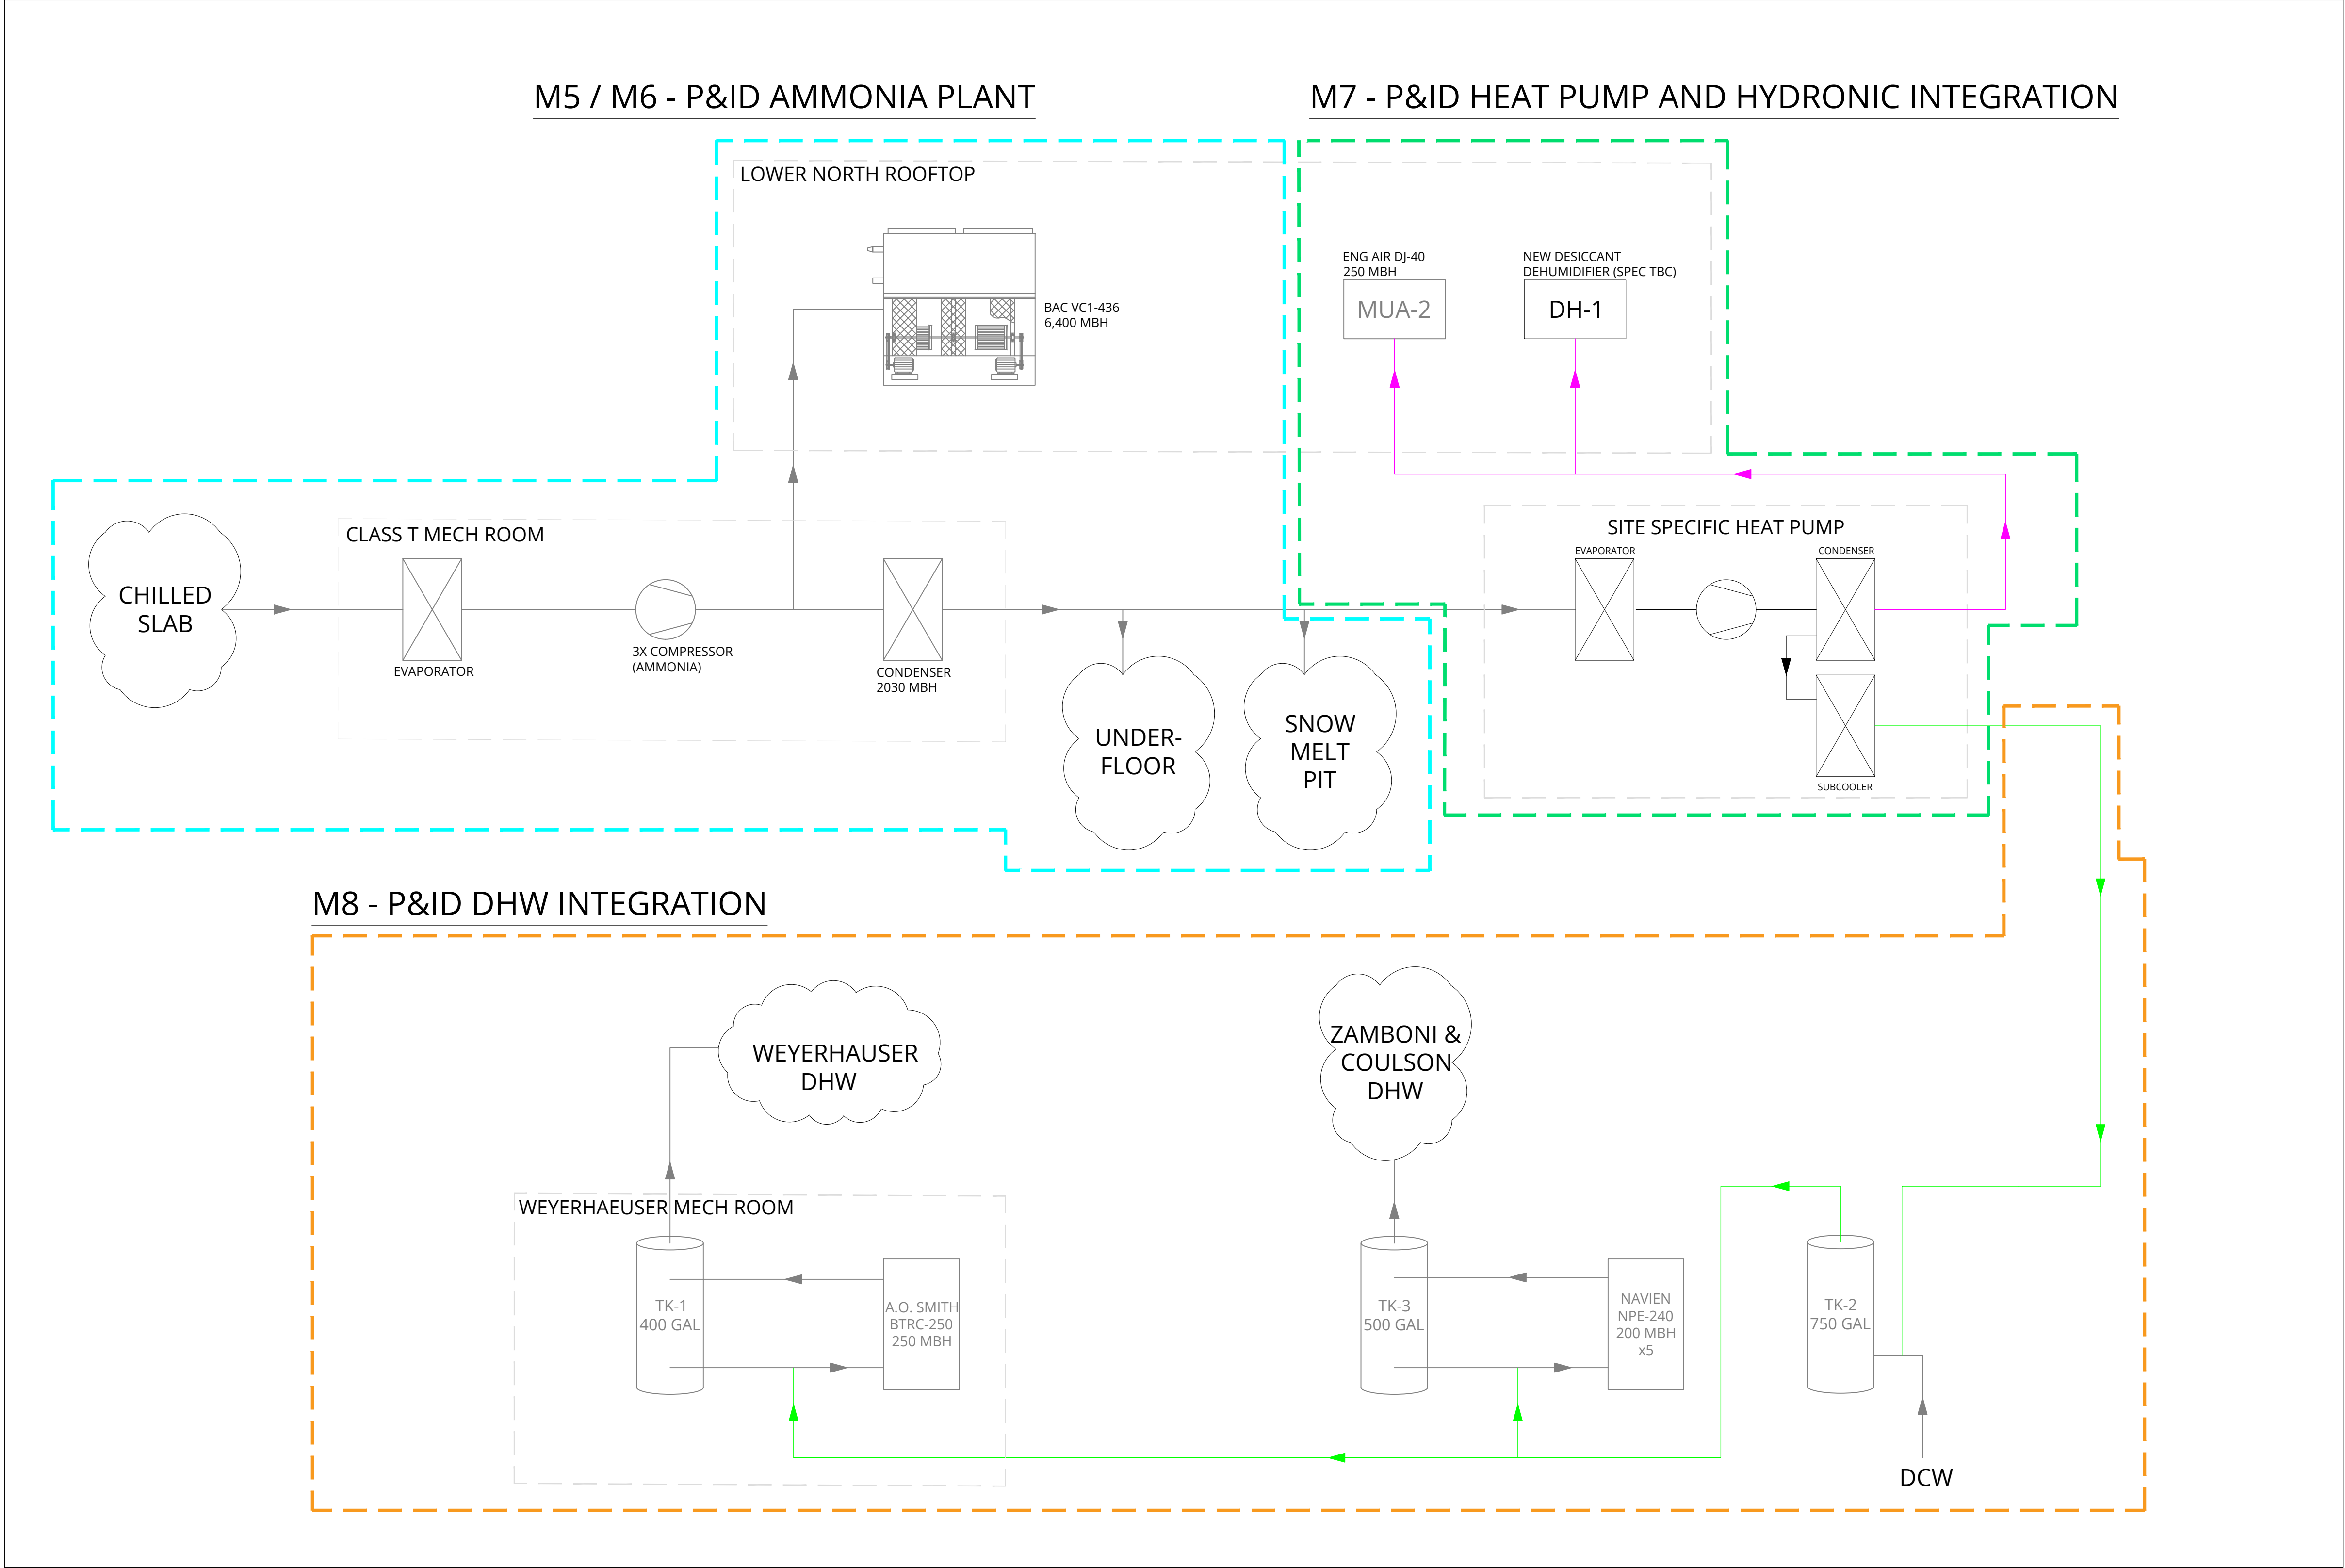 M5 / M6 - P&ID AMMONIA PLANT
M7 - P&ID HEAT PUMP AND HYDRONIC INTEGRATION
LOWER NORTH ROOFTOP
BAC VC1-436
6,400 MBH
ENG AIR DJ-40
250 MBH
MUA-2
NEW DESICCANT
DEHUMIDIFIER (SPEC TBC)
DH-1
CHILLED
SLAB
CLASS T MECH ROOM
EVAPORATOR
3X COMPRESSOR
(AMMONIA)
CONDENSER
2030 MBH
UNDER-
FLOOR
SNOW
MELT
PIT
SITE SPECIFIC HEAT PUMP
EVAPORATOR
CONDENSER
SUBCOOLER
M8 - P&ID DHW INTEGRATION
WEYERHAUSER
DHW
ZAMBONI &
COULSON
DHW
WEYERHAEUSER MECH ROOM
TK-1
400 GAL
A.O. SMITH
BTRC-250
250 MBH
TK-3
500 GAL
NAVIEN
NPE-240
200 MBH
x5
TK-2
750 GAL
DCW